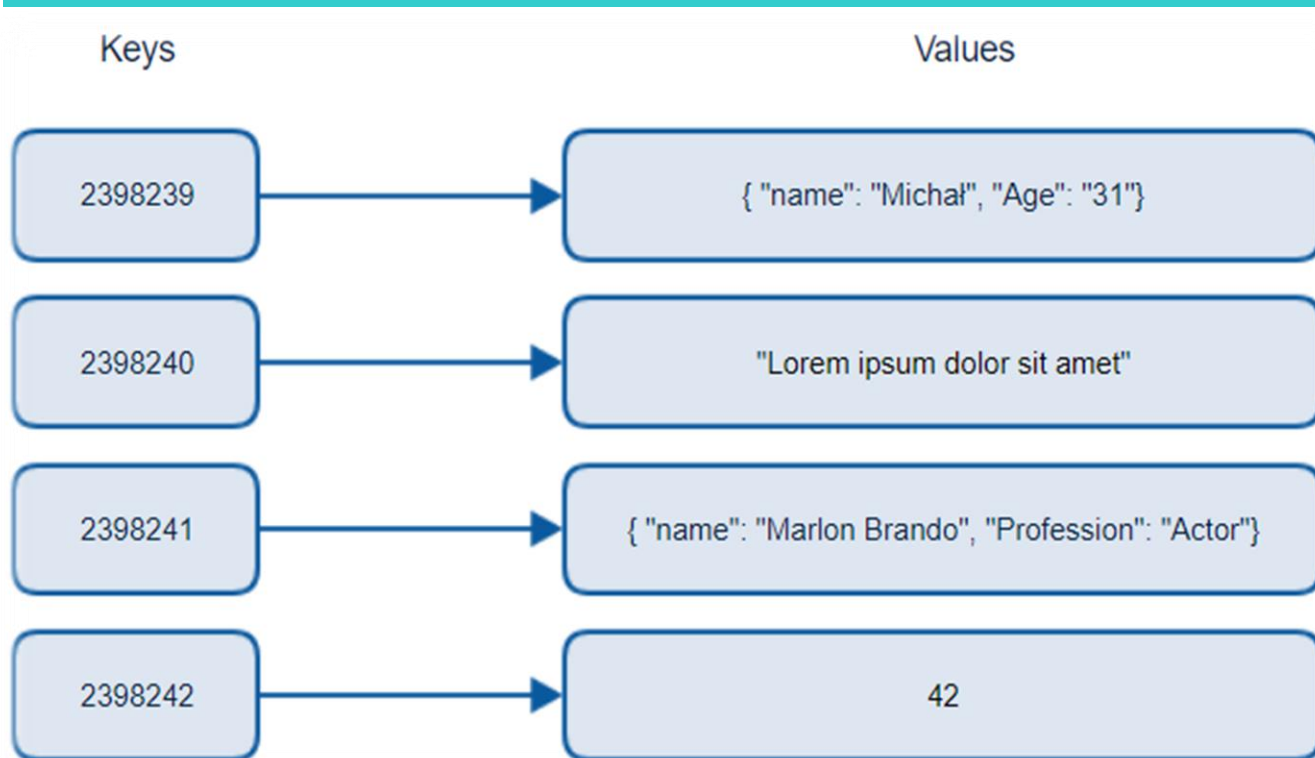 Keys Values
2398239 { "name": "Michał", "Age": "31"}
2398240 "Lorem ipsum dolor sit amet"
2398241 { "name": "Marlon Brando", "Profession": "Actor"}
2398242 42